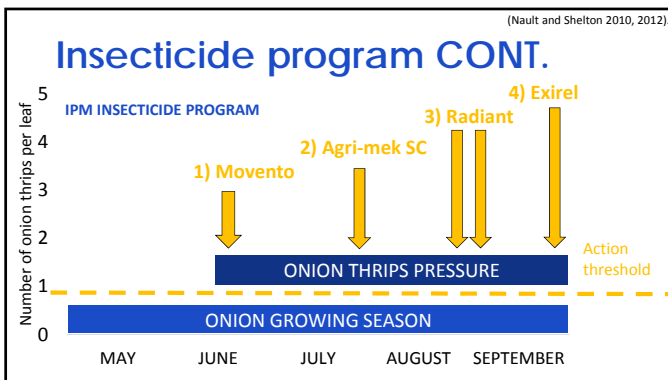 (Nault and Shelton 2010, 2012).
Insecticide program CONT.
Number of onion thrips per leaf
5
4
3
2
1
0
IPM INSECTICIDE PROGRAM
1) Movento
2) Agri-mek SC
3) Radiant
4) Exirel
ONION THRIPS PRESSURE
Action
threshold
ONION GROWING SEASON
MAY JUNE JULY AUGUST SEPTEMBER